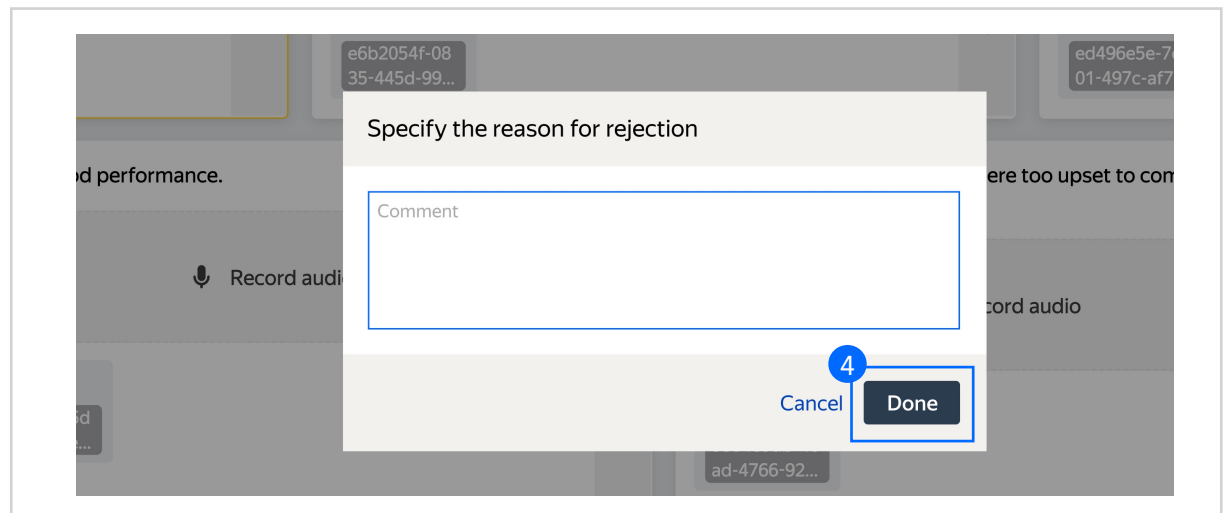 e6b2054f-08
35-445d-99...
ed496e5e-7
01-497c-af7
Specify the reason for rejection
od performance.
ere too upset to com
Comment
Record audi
cord audio
4
Cancel
Done
ad-4766-92...